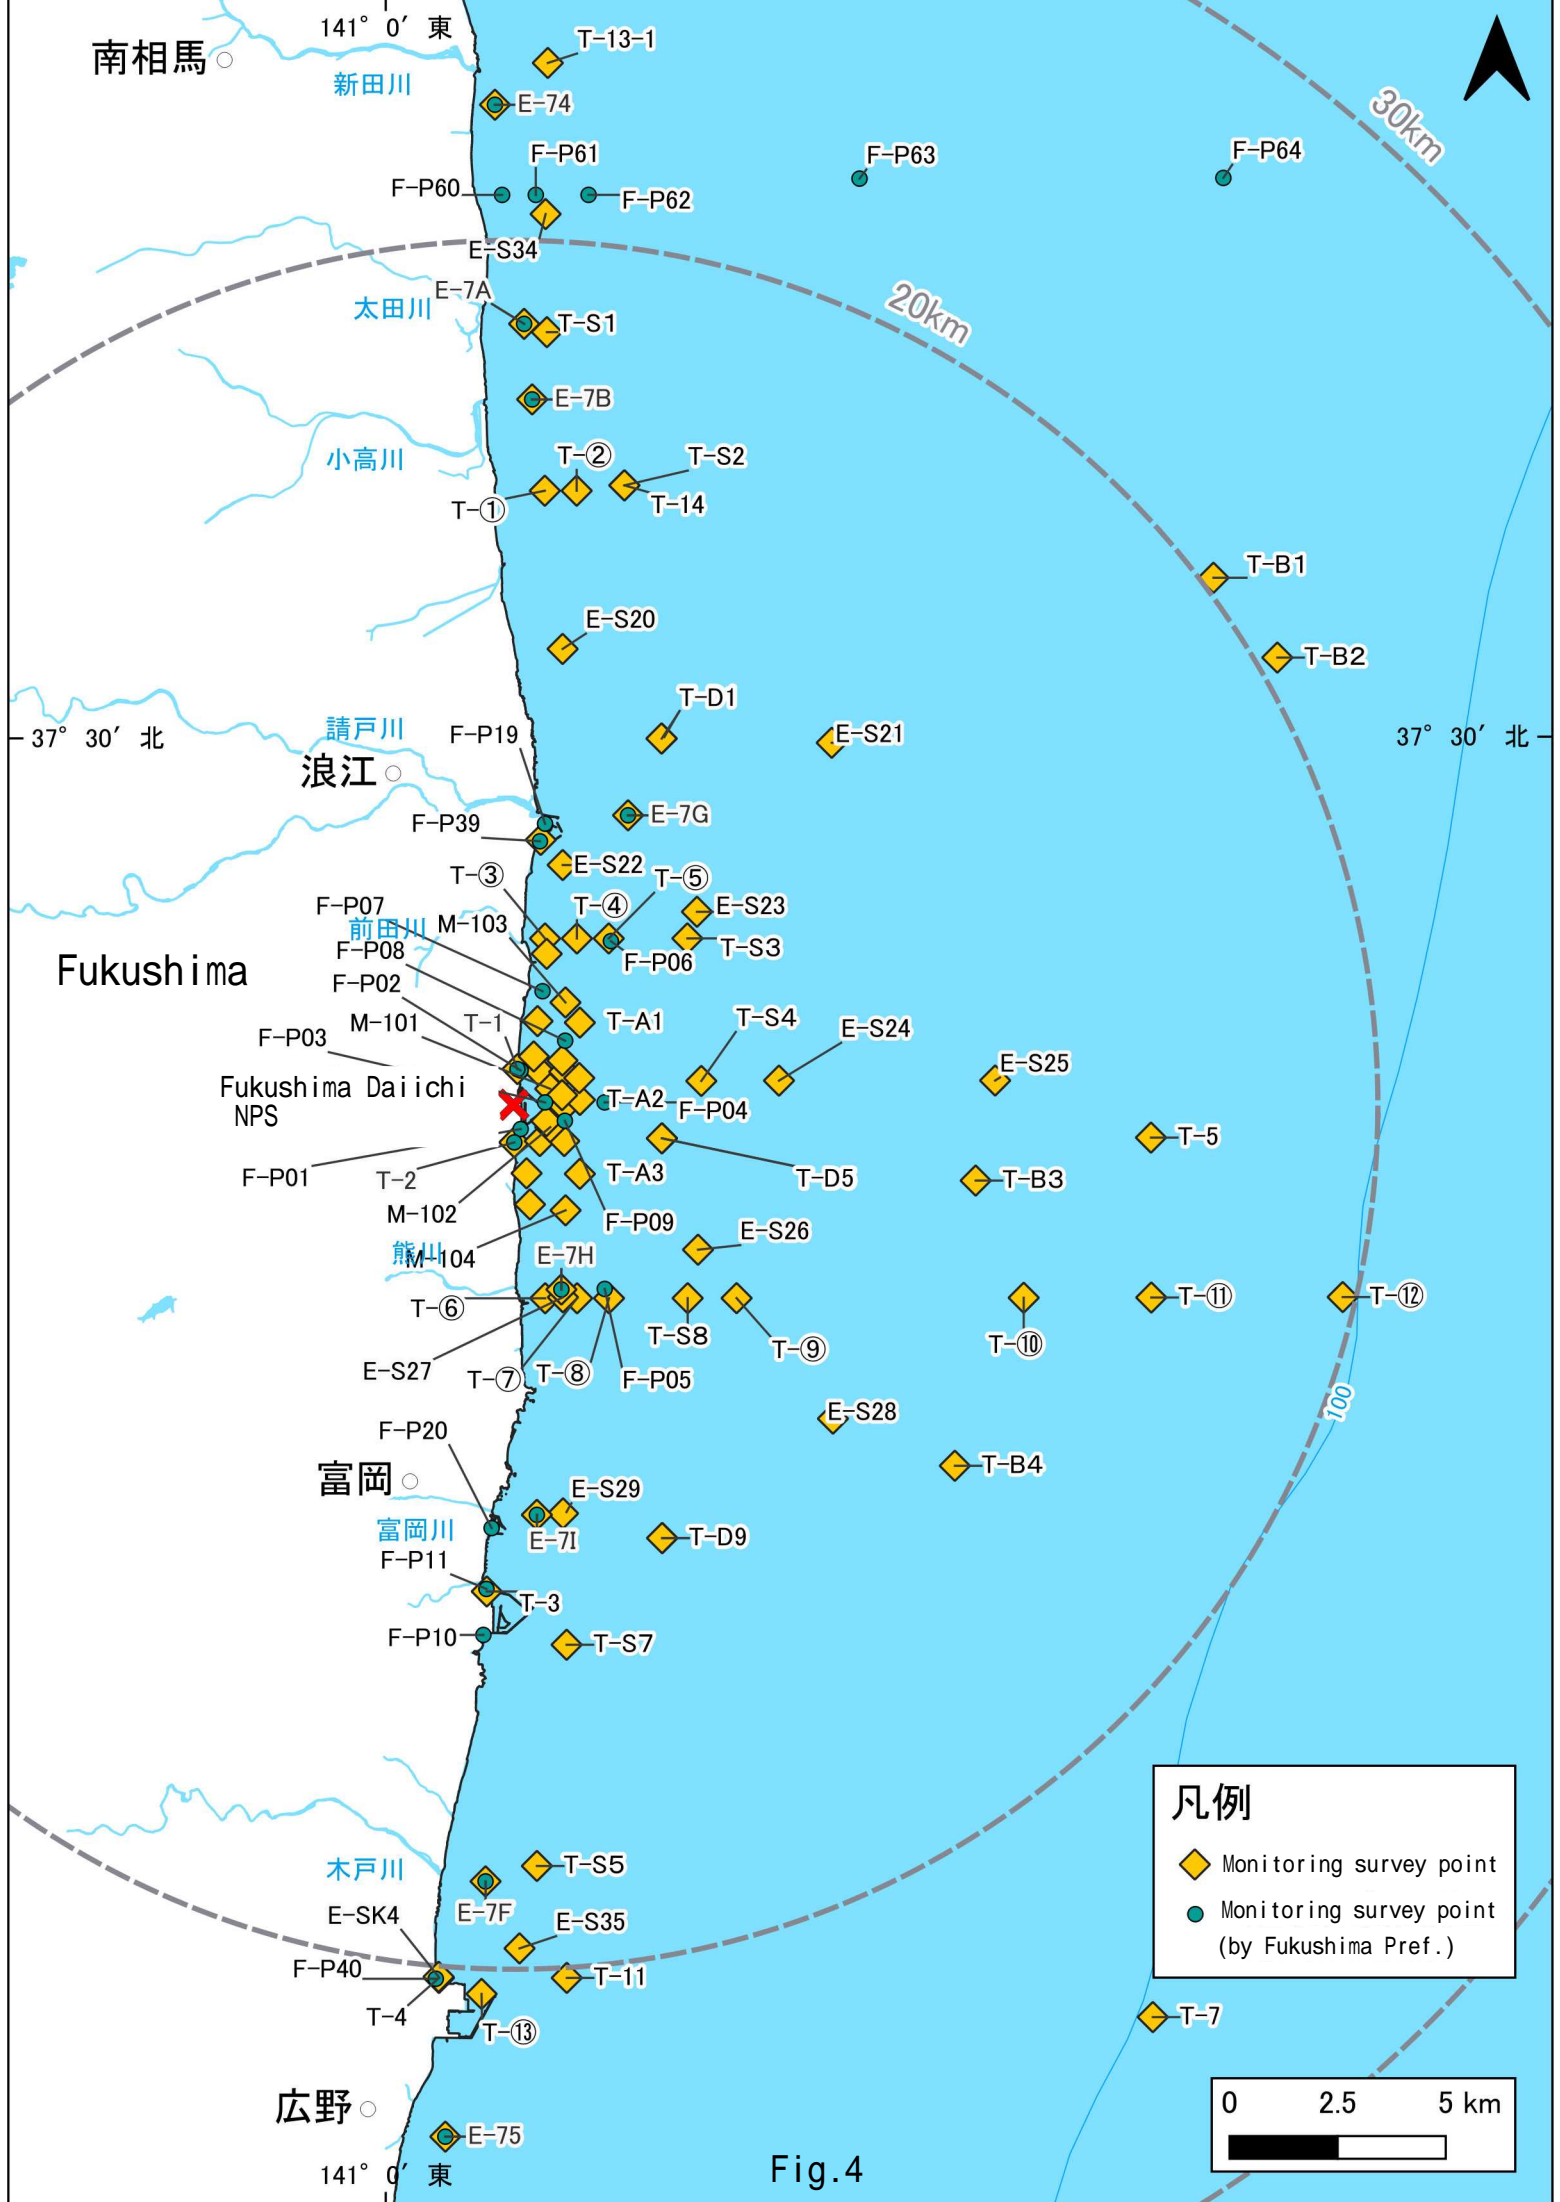 141° 0′ 東
南相馬
新田川
T-13-1
E-74
30km
F-P61
F-P63
F-P64
F-P60
F-P62
E-S34
E-7A
太田川
T-S1
20km
E-7B
小高川
T-②
T-S2
T-①
T-14
T-B1
E-S20
T-B2
T-D1
37° 30′ 北
請戸川
F-P19
E-S21
37° 30′ 北
浪江
E-7G
F-P39
E-S22
T-③
T-⑤
F-P07
前田川
M-103
T-④
E-S23
F-P08
T-S3
F-P06
Fukushima
F-P02
M-101
T-1
T-A1
T-S4
E-S24
F-P03
E-S25
Fukushima Daiichi
NPS
T-A2
F-P04
T-5
F-P01
T-2
T-A3
T-D5
T-B3
M-102
F-P09
E-S26
熊川
M-104
E-7H
T-⑥
T-⑪
T-⑫
T-S8
T-⑨
T-⑩
E-S27
T-⑦
T-⑧
F-P05
100
E-S28
F-P20
T-B4
富岡
E-S29
富岡川
E-7I
T-D9
F-P11
T-3
F-P10
T-S7
凡例
Monitoring survey point
Monitoring survey point
(by Fukushima Pref.)
木戸川
T-S5
E-7F
E-SK4
E-S35
F-P40
T-11
T-4
T-⑬
T-7
広野
0 2.5 5 km
E-75
141° 0′ 東
Fig.4